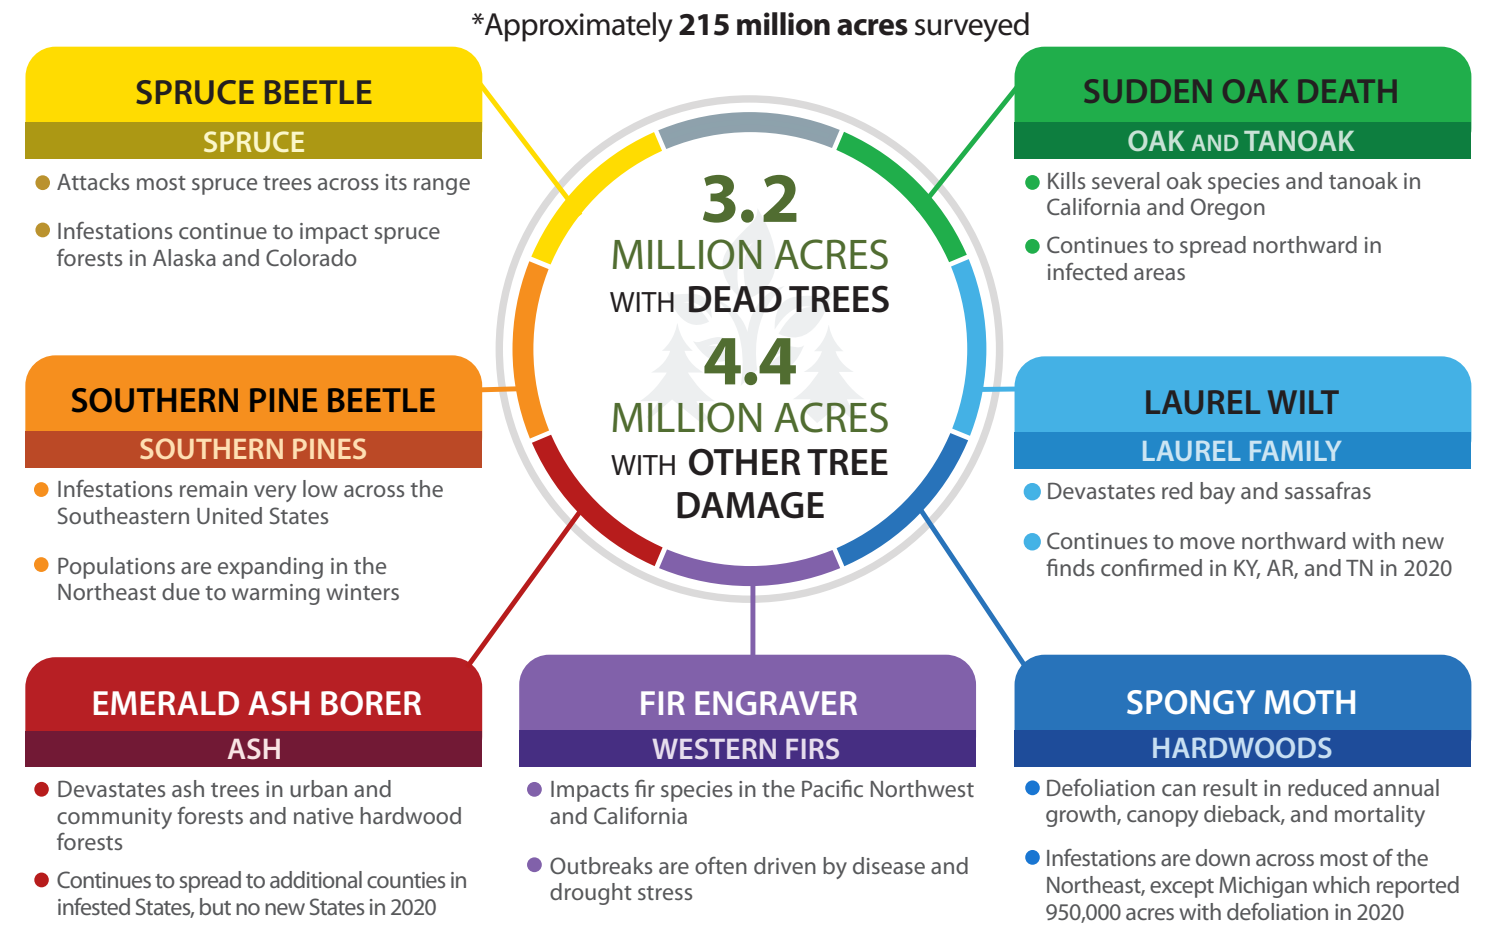 *Approximately 215 million acres surveyed
SPRUCE BEETLE
SPRUCE
Attacks most spruce trees across its range
Infestations continue to impact spruce
forests in Alaska and Colorado
SOUTHERN PINE BEETLE
SOUTHERN PINES
Infestations remain very low across the
Southeastern United States
Populations are expanding in the
Northeast due to warming winters
EMERALD ASH BORER
ASH
Devastates ash trees in urban and
community forests and native hardwood
forests
Continues to spread to additional counties in
infested States, but no new States in 2020
3.2
MILLION ACRES
WITH DEAD TREES
4.4
MILLION ACRES
WITH OTHER TREE
DAMAGE
FIR ENGRAVER
WESTERN FIRS
Impacts fir species in the Pacific Northwest
and California
Outbreaks are often driven by disease and
drought stress
SUDDEN OAK DEATH
OAK AND TANOAK
Kills several oak species and tanoak in
California and Oregon
Continues to spread northward in
infected areas
LAUREL WILT
LAUREL FAMILY
Devastates red bay and sassafras
Continues to move northward with new
finds confirmed in KY, AR, and TN in 2020
SPONGY MOTH
HARDWOODS
Defoliation can result in reduced annual
growth, canopy dieback, and mortality
Infestations are down across most of the
Northeast, except Michigan which reported
950,000 acres with defoliation in 2020